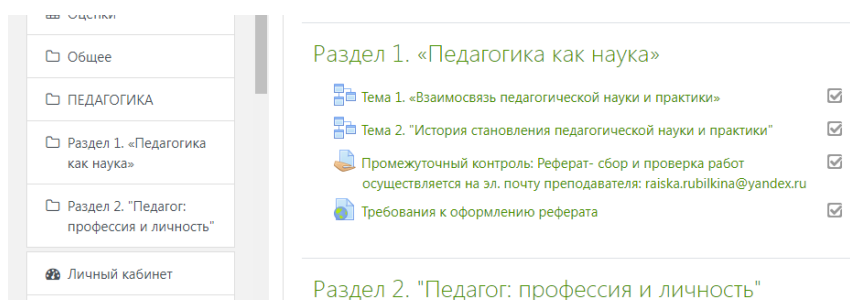 Оценки
Общее
ПЕДАГОГИКА
Раздел 1. «Педагогика
как наука»
Раздел 2. "Педагог:
профессия и личность"
Личный кабинет
Раздел 1. «Педагогика как наука»
Тема 1. «Взаимосвязь педагогической науки и практики»
Тема 2. "История становления педагогической науки и практики"
Промежуточный контроль: Реферат- сбор и проверка работ
осуществляется на эл. почту преподавателя: raiska.rubilkina@yandex.ru
Требования к оформлению реферата
Раздел 2. "Педагог: профессия и личность"